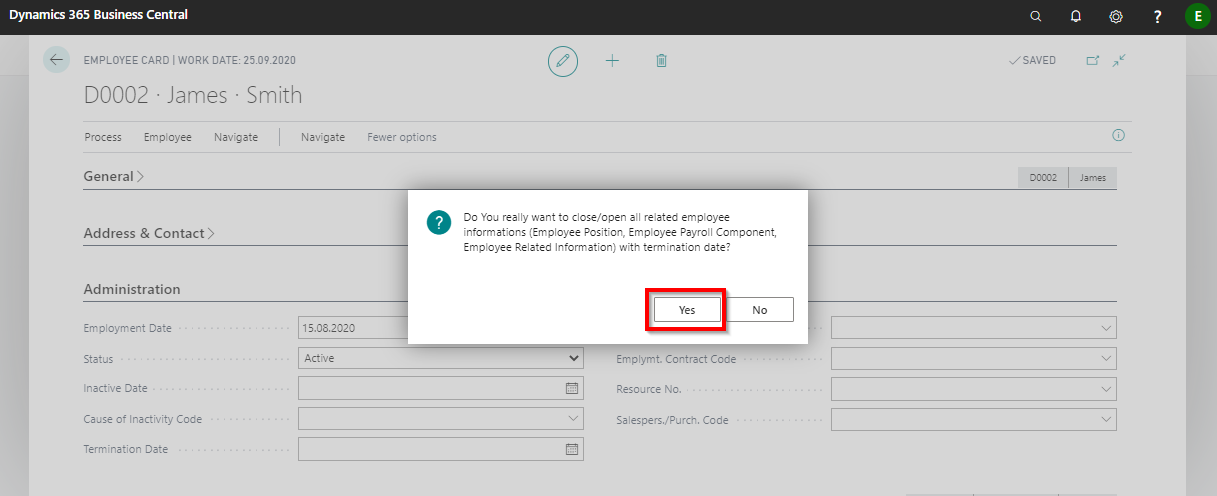 Dynamics 365 Business Central
?
E
EMPLOYEE CARD | WORK DATE: 25.09.2020
SAVED
D0002 · James · Smith
Process Employee Navigate Navigate Fewer options
General
D0002 James
?
Do You really want to close/open all related employee
informations (Employee Position, Employee Payroll Component,
Employee Related Information) with termination date?
Yes No
Address & Contact
Administration
Employment Date 15.08.2020
Status Active
Emplymt. Contract Code
Inactive Date
Resource No.
Cause of Inactivity Code
Salespers./Purch. Code
Termination Date